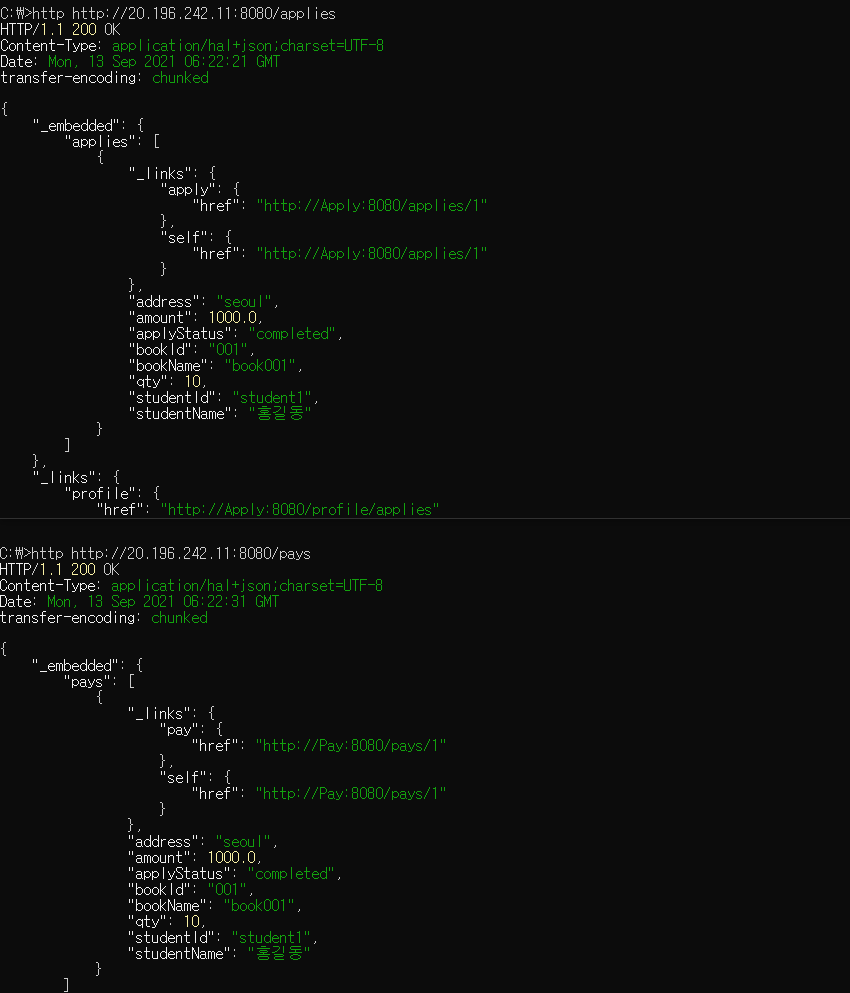 C:\>http http://20.196.242.11:8080/applies
HTTP/1.1 200 OK
Content-Type: application/hal+json;charset=UTF-8
Date: Mon, 13 Sep 2021 06:22:21 GMT
transfer-encoding: chunked
{
    "_embedded": {
        "applies": [
            {
                "_links": {
                    "apply": {
                        "href": "http://Apply:8080/applies/1"
                    },
                    "self": {
                        "href": "http://Apply:8080/applies/1"
                    }
                },
                "address": "seoul",
                "amount": 1000.0,
                "applyStatus": "completed",
                "bookId": "001",
                "bookName": "book001",
                "qty": 10,
                "studentId": "student1",
                "studentName": "홍길동"
            }
        ]
    },
    "_links": {
        "profile": {
            "href": "http://Apply:8080/profile/applies"
C:\>http http://20.196.242.11:8080/pays
HTTP/1.1 200 OK
Content-Type: application/hal+json;charset=UTF-8
Date: Mon, 13 Sep 2021 06:22:31 GMT
transfer-encoding: chunked
{
    "_embedded": {
        "pays": [
            {
                "_links": {
                    "pay": {
                        "href": "http://Pay:8080/pays/1"
                    },
                    "self": {
                        "href": "http://Pay:8080/pays/1"
                    }
                },
                "address": "seoul",
                "amount": 1000.0,
                "applyStatus": "completed",
                "bookId": "001",
                "bookName": "book001",
                "qty": 10,
                "studentId": "student1",
                "studentName": "홍길동"
            }
        ]